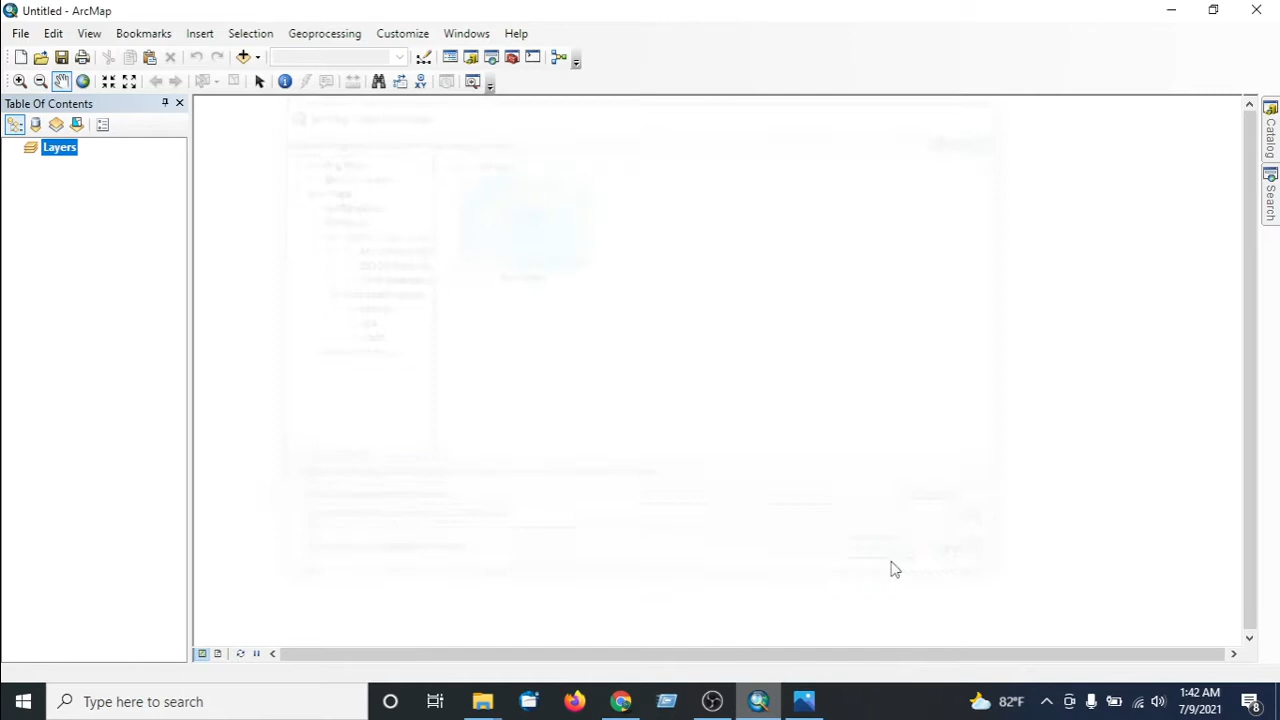 Untitled - ArcMap
File Edit View Bookmarks Insert Selection Geoprocessing Customize Windows Help
Table Of Contents
Layers
Catalog
Search
XY
Type here to search
82°F
1:42 AM
7/9/2021
8